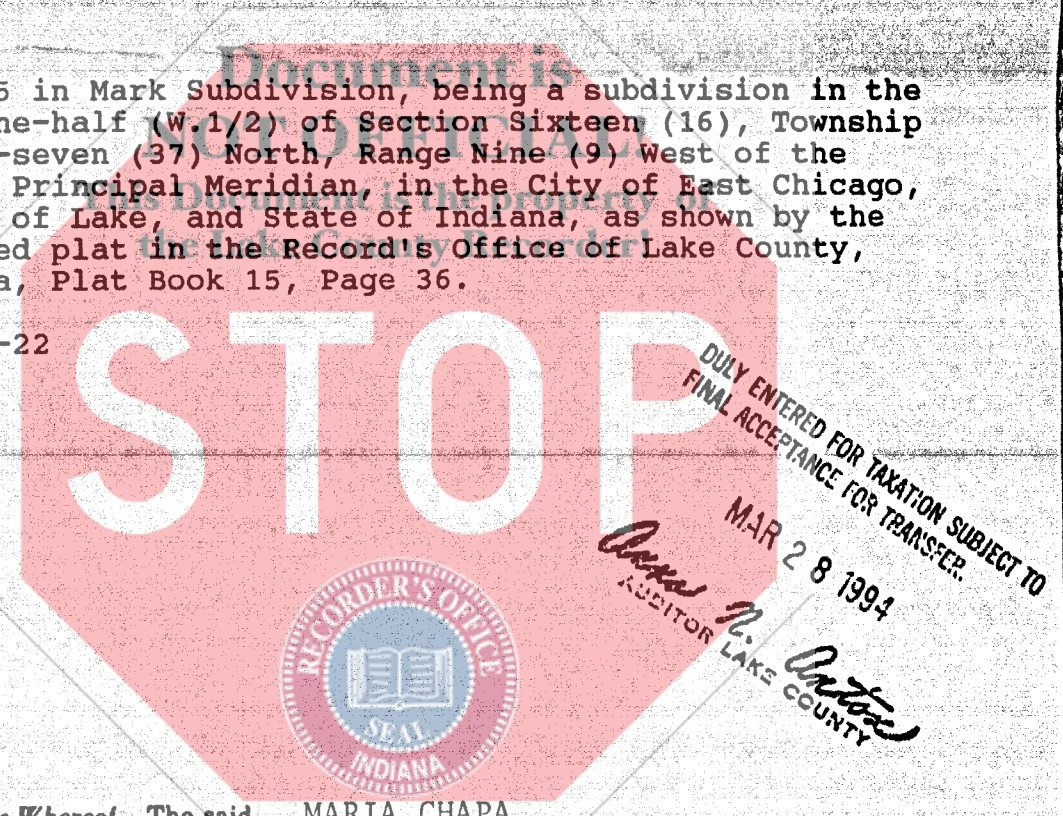 Document is
NOT OFFICIAL!
This Document is the property of
the Lake County Recorder!
5 in Mark Subdivision, being a subdivision in the
ne-half (W.1/2) of Section Sixteen (16), Township
-seven (37) North, Range Nine (9) West of the
Principal Meridian, in the City of East Chicago,
of Lake, and State of Indiana, as shown by the
ed plat in the Record's Office of Lake County,
a, Plat Book 15, Page 36.
-22
STOP
DULY ENTERED FOR TAXATION SUBJECT TO
FINAL ACCEPTANCE FOR TRANSFER.
MAR 28 1994
Anna N. Anton
AUDITOR LAKE COUNTY
RECORDER'S OFFICE
SEAL
INDIANA
Whereof, The said MARIA CHAPA